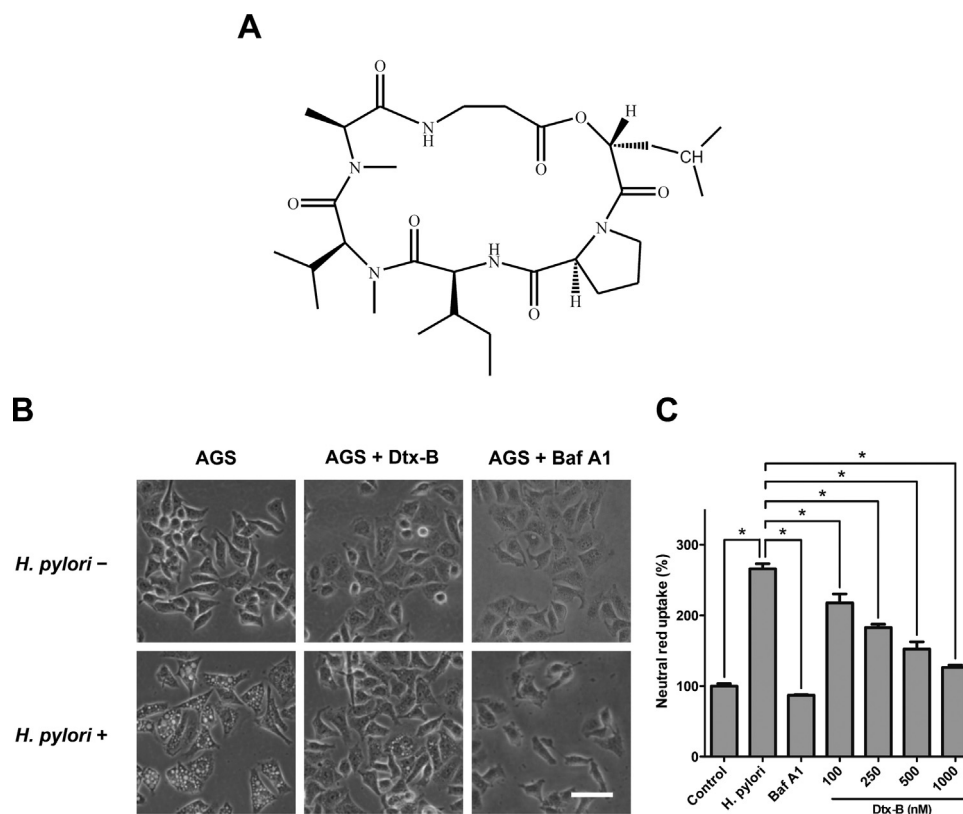 A
O
O
H
N
H
O
O
CH
N
O
N
O
O
H
N
N
O
H
B
C
AGS
AGS + Dtx-B
AGS + Baf A1
H. pylori −
H. pylori +
Neutral red uptake (%)
300
200
100
0
*
*
*
*
*
*
Control
H. pylori
Baf A1
100
250
500
1000
Dtx-B (nM)